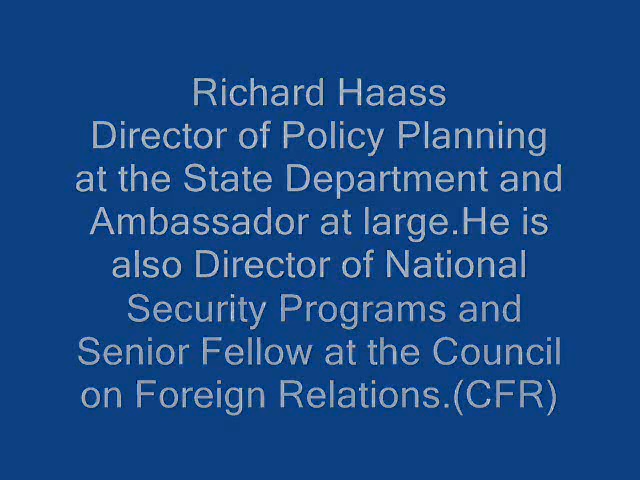 Richard Haass
Director of Policy Planning
at the State Department and
Ambassador at large.He is
also Director of National
Security Programs and
Senior Fellow at the Council
on Foreign Relations.(CFR)